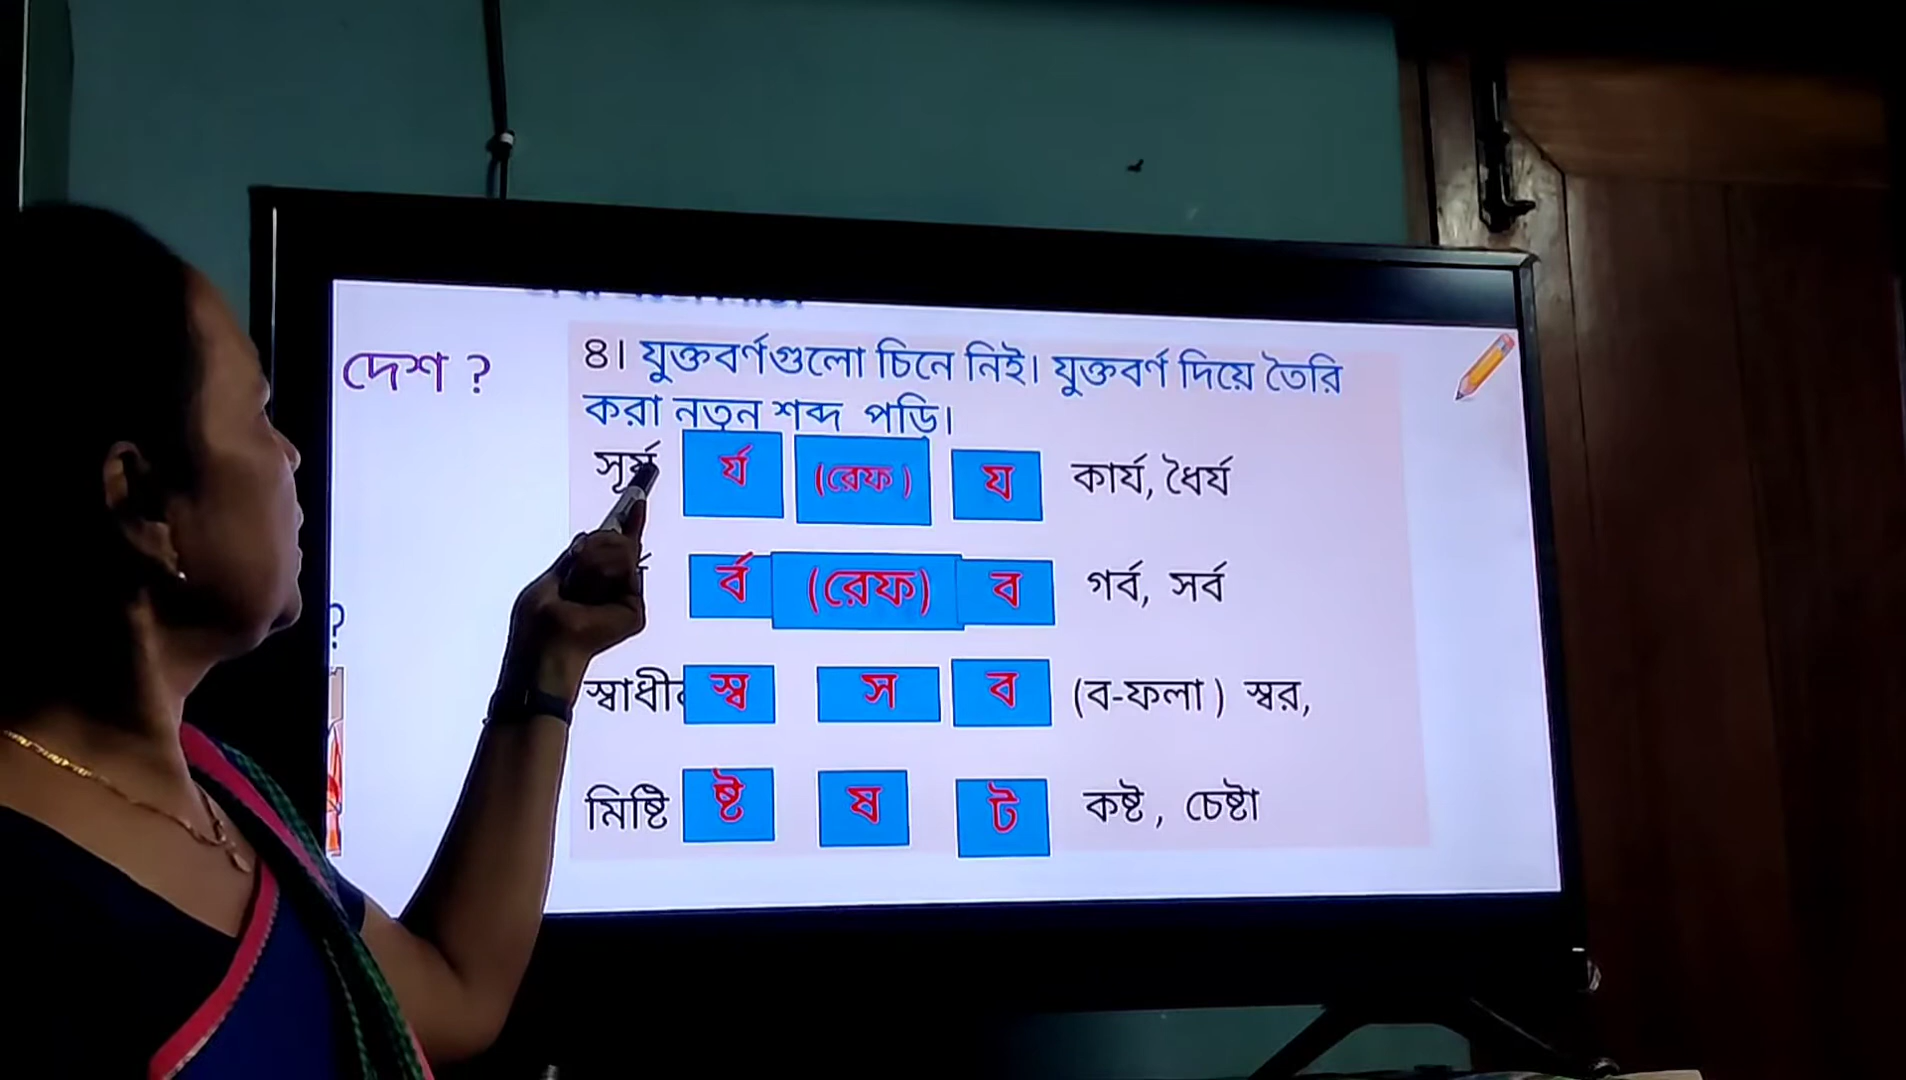 দেশ ?
৪। যুক্তবর্ণগুলো চিনে নিই। যুক্তবর্ণ দিয়ে তৈরি
করা নতুন শব্দ পড়ি।
সূর্য র্য (রেফ) য কার্য, ধৈর্য
র্ব (রেফ) ব গর্ব, সর্ব
?
স্ব স ব (ব-ফলা) স্বর,
মিষ্টি ষ্ট ষ ট কষ্ট, চেষ্টা